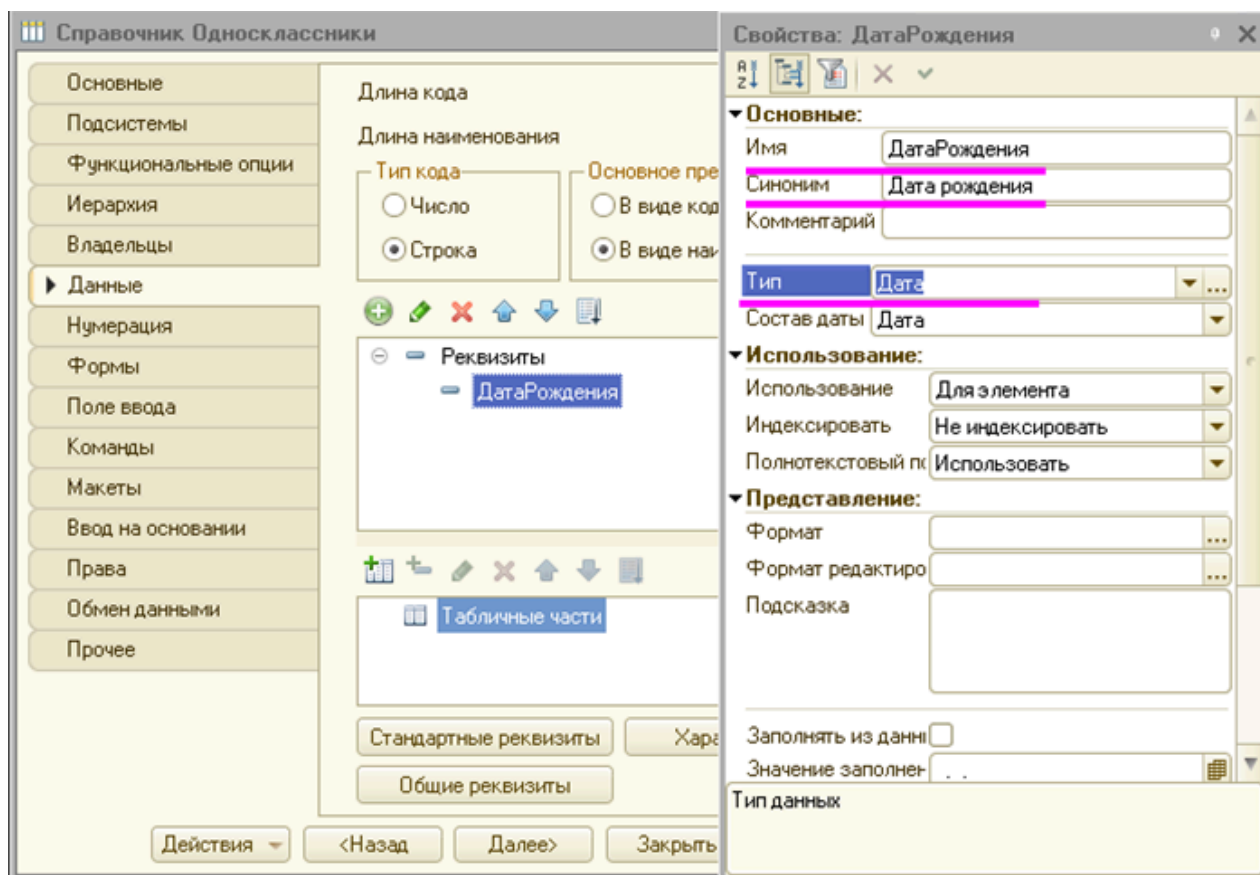 Справочник Одноклассники
Основные
Подсистемы
Функциональные опции
Иерархия
Владельцы
Данные
Нумерация
Формы
Поле ввода
Команды
Макеты
Ввод на основании
Права
Обмен данными
Прочее
Длина кода
Длина наименования
Тип кода
Число
Строка
Основное пре
В виде код
В виде наи
Реквизиты
ДатаРождения
Табличные части
Стандартные реквизиты
Хара
Общие реквизиты
Действия
<Назад
Далее>
Закрыть
Свойства: ДатаРождения
Основные:
Имя ДатаРождения
Синоним Дата рождения
Комментарий
Тип Дата
Состав даты Дата
Использование:
Использование Для элемента
Индексировать Не индексировать
Полнотекстовый по Использовать
Представление:
Формат
Формат редактиро
Подсказка
Заполнять из данн
Значение заполнен . .
Тип данных